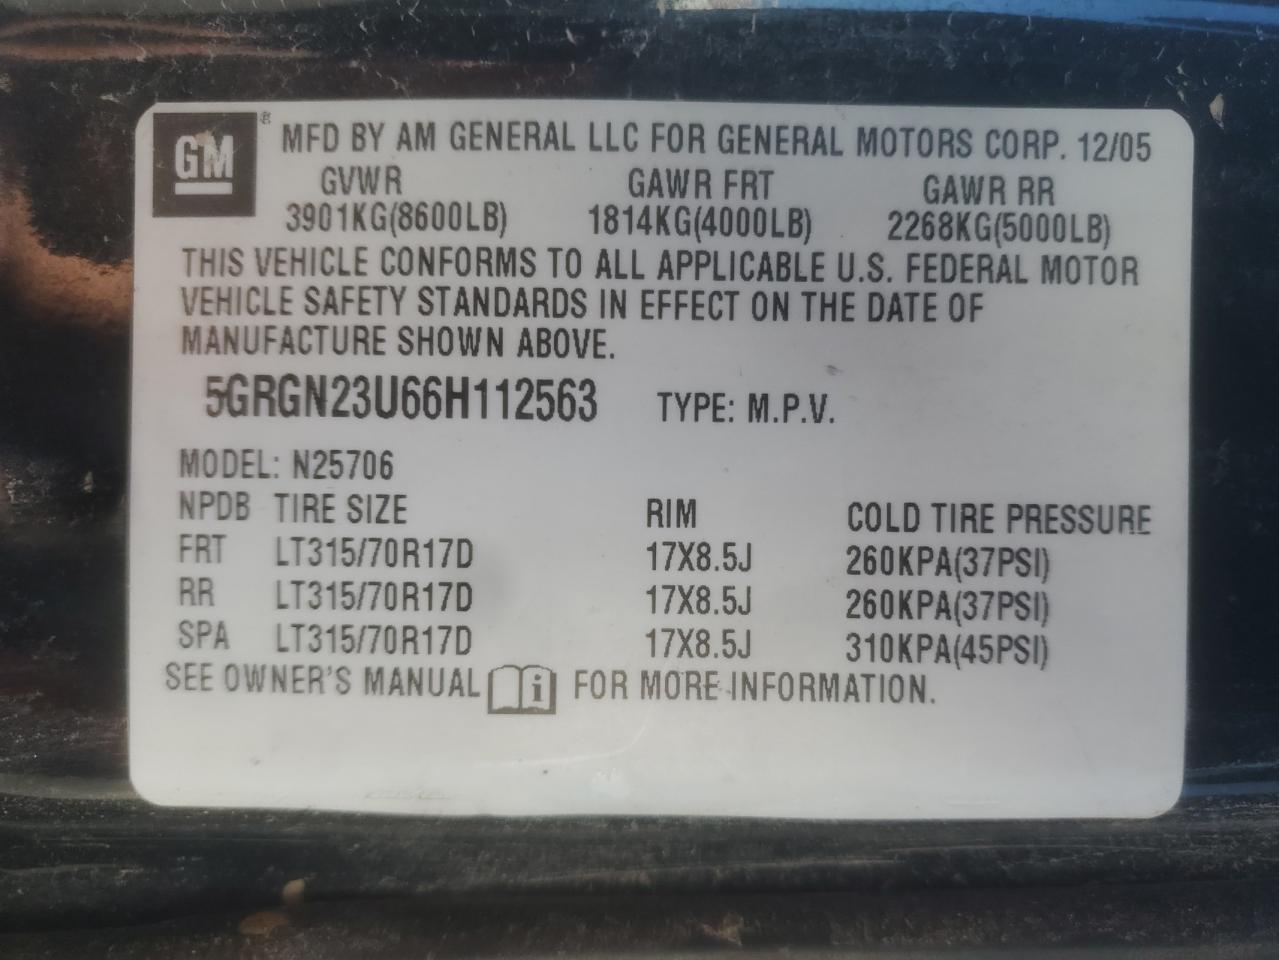 GM® MFD BY AM GENERAL LLC FOR GENERAL MOTORS CORP. 12/05
GVWR GAWR FRT GAWR RR
3901KG(8600LB) 1814KG(4000LB) 2268KG(5000LB)
THIS VEHICLE CONFORMS TO ALL APPLICABLE U.S. FEDERAL MOTOR
VEHICLE SAFETY STANDARDS IN EFFECT ON THE DATE OF
MANUFACTURE SHOWN ABOVE.
5GRGN23U66H112563 TYPE: M.P.V.
MODEL: N25706
NPDB TIRE SIZE RIM COLD TIRE PRESSURE
FRT LT315/70R17D 17X8.5J 260KPA(37PSI)
RR LT315/70R17D 17X8.5J 260KPA(37PSI)
SPA LT315/70R17D 17X8.5J 310KPA(45PSI)
SEE OWNER'S MANUAL i FOR MORE INFORMATION.